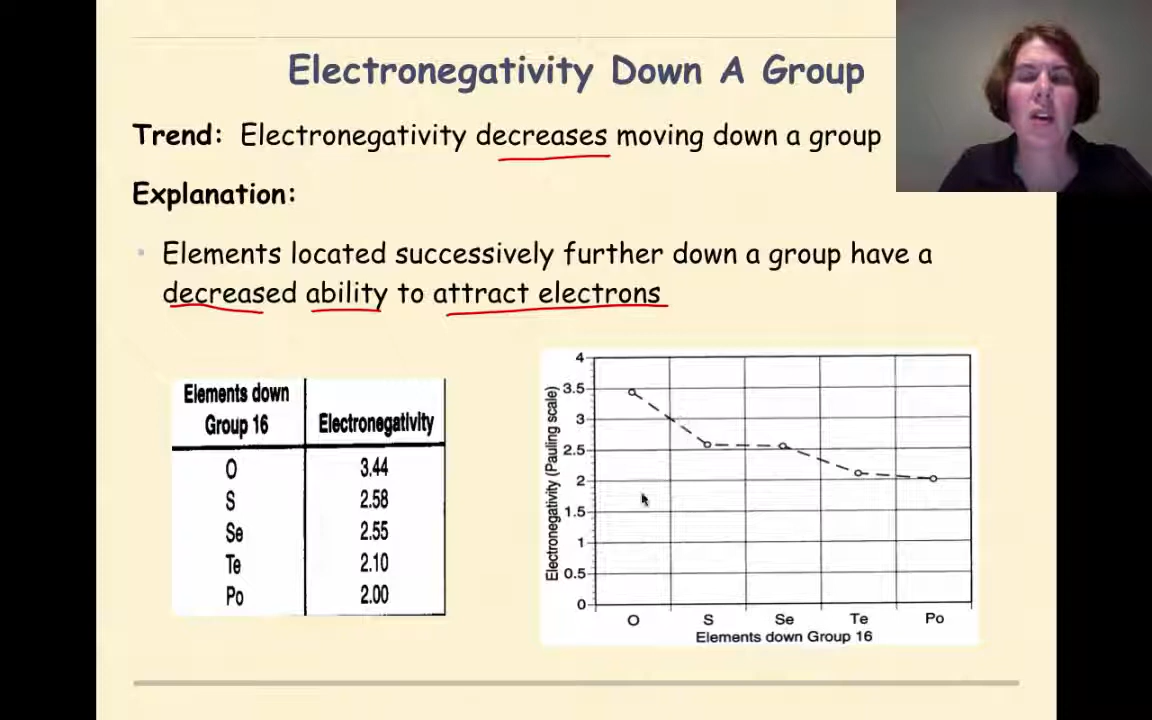 Electronegativity Down A Group
Trend: Electronegativity decreases moving down a group
Explanation:
• Elements located successively further down a group have a
decreased ability to attract electrons
Elements down
Group 16
Electronegativity
O 3.44
S 2.58
Se 2.55
Te 2.10
Po 2.00
Electronegativity (Pauling scale)
4
3.5
3
2.5
2
1.5
1
0.5
0
O S Se Te Po
Elements down Group 16